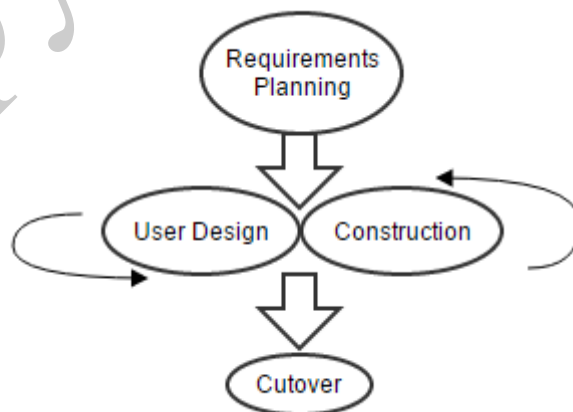 Requirements
Planning
User Design
Construction
Cutover